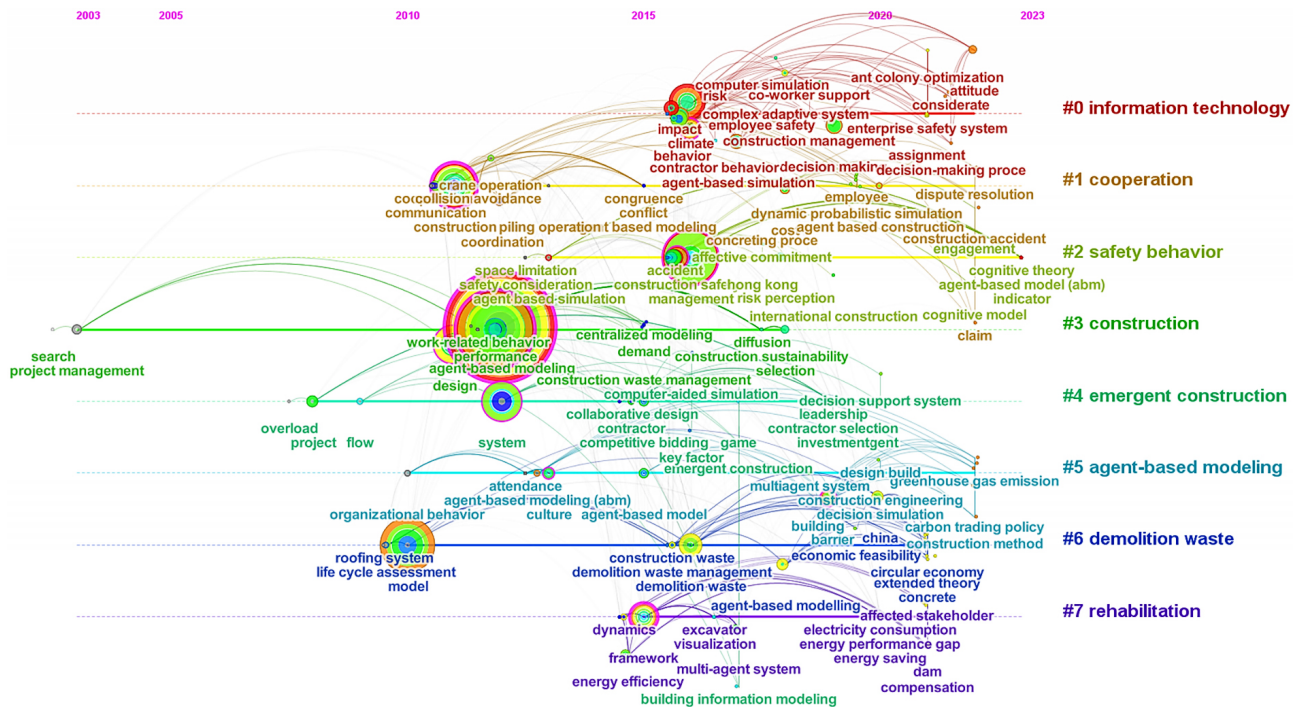 2003 2005 2010 2015 2020 2023
computer simulation
ant colony optimization
risk
co-worker support
attitude
considerate
#0 information technology
complex adaptive system
impact
employee safety
enterprise safety system
climate
construction management
behavior
assignment
contractor behavior
decision makin
decision-making proce
agent-based simulation
#1 cooperation
crane operation
collision avoidance
congruence
employee
dispute resolution
communication
conflict
dynamic probabilistic simulation
construction piling operation
t based modeling
agent based construction
coordination
concreting proce
construction accident
engagement
#2 safety behavior
affective commitment
space limitation
accident
cognitive theory
safety consideration
construction safe
hong kong
agent-based model (abm)
agent based simulation
management
risk perception
indicator
international construction
cognitive model
#3 construction
centralized modeling
claim
work-related behavior
diffusion
search
performance
demand
construction sustainability
project management
agent-based modeling
selection
design
construction waste management
computer-aided simulation
#4 emergent construction
decision support system
collaborative design
leadership
overload
contractor
contractor selection
project flow
system
competitive bidding
game
investment
gent
key factor
emergent construction
#5 agent-based modeling
design build
greenhouse gas emission
attendance
multiagent system
agent-based modeling (abm)
construction engineering
organizational behavior
culture
agent-based model
decision simulation
building
carbon trading policy
barrier
china
construction method
#6 demolition waste
roofing system
construction waste
economic feasibility
life cycle assessment
demolition waste management
circular economy
model
demolition waste
extended theory
concrete
agent-based modelling
affected stakeholder
#7 rehabilitation
dynamics
excavator
electricity consumption
visualization
energy performance gap
framework
energy saving
multi-agent system
dam
energy efficiency
compensation
building information modeling